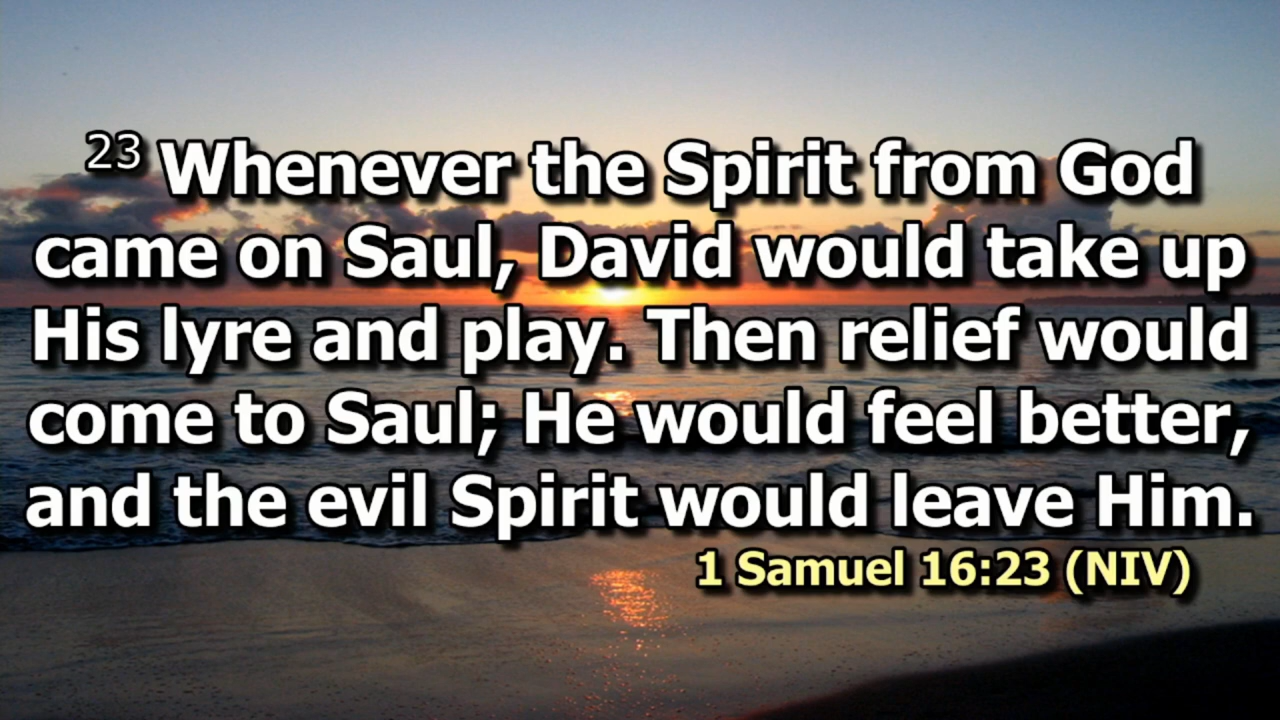 23 Whenever the Spirit from God
came on Saul, David would take up
His lyre and play. Then relief would
come to Saul; He would feel better,
and the evil Spirit would leave Him.
1 Samuel 16:23 (NIV)